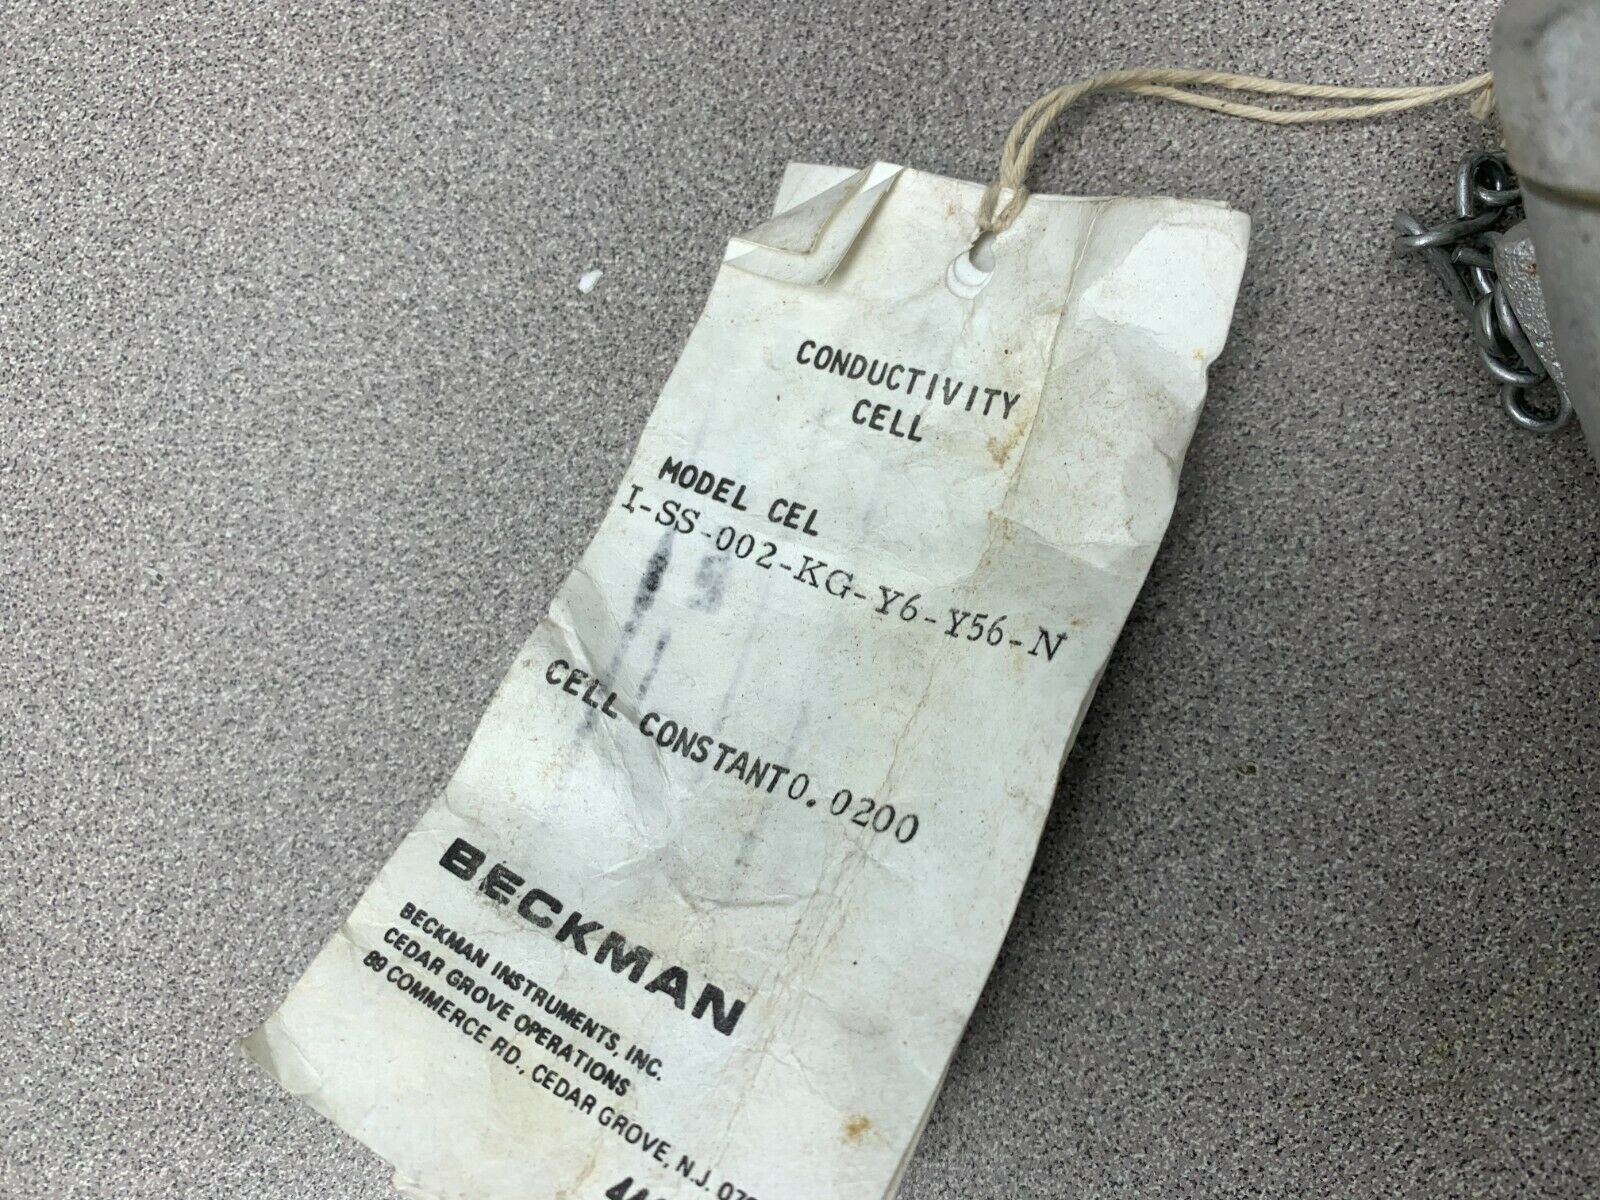 CONDUCTIVITY
CELL
MODEL CEL
I-SS-002-KG-Y6-Y56-N
CELL CONSTANT0.0200
BECKMAN
BECKMAN INSTRUMENTS, INC.
CEDAR GROVE OPERATIONS
89 COMMERCE RD., CEDAR GROVE, N.J.